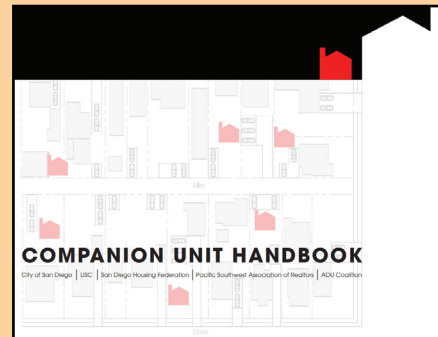 Alley
COMPANION UNIT HANDBOOK
City of San Diego | LISC | San Diego Housing Federation | Pacific Southwest Association of Realtors | ADU Coalition
Street